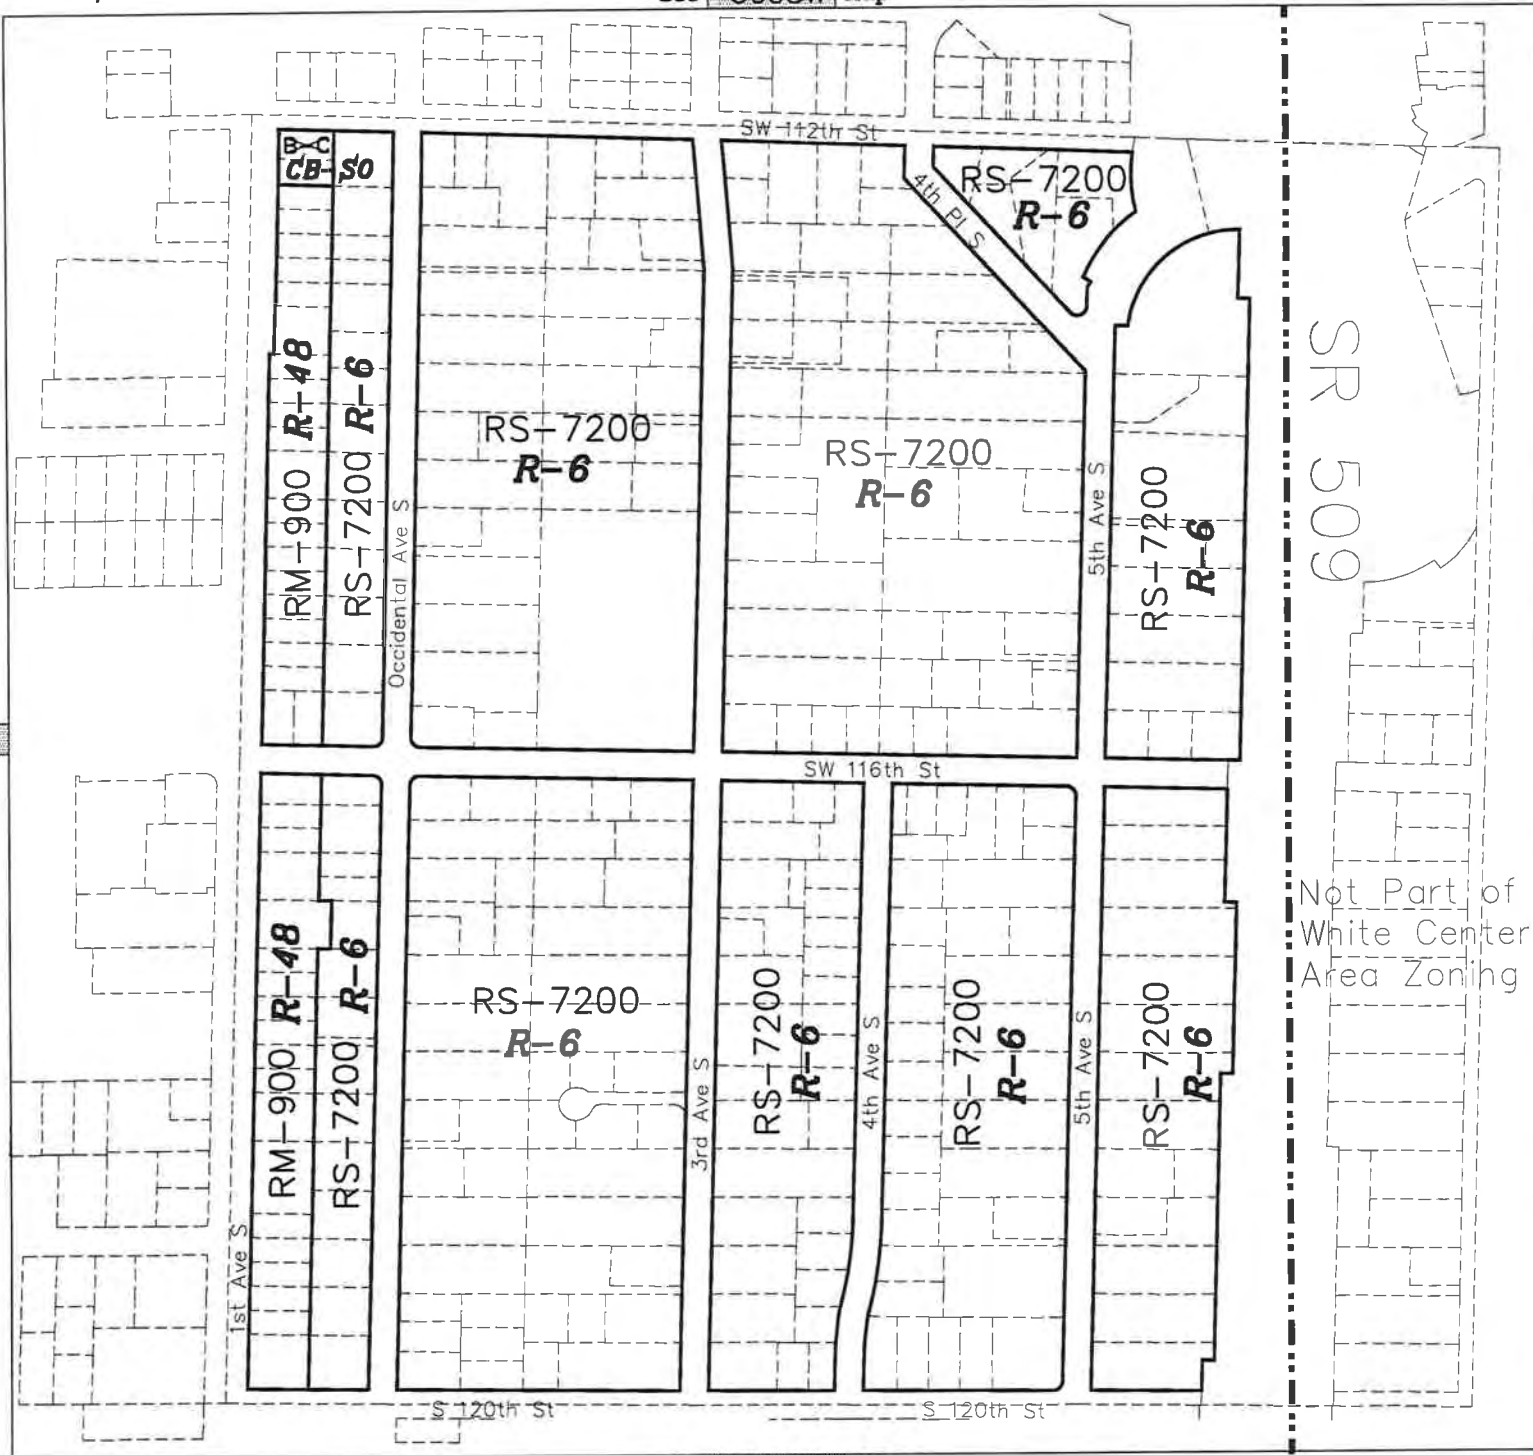 SW 112th St
B-C
CB-SO
RS-7200
R-6
4th Pl S
RM-900 R-48
RS-7200 R-6
Occidental Ave S
RS-7200
R-6
RS-7200
R-6
5th Ave S
RS-7200
R-6
SR 509
SW 116th St
RM-900 R-48
RS-7200 R-6
RS-7200
R-6
3rd Ave S
RS-7200
R-6
4th Ave S
RS-7200
R-6
5th Ave S
RS-7200
R-6
Not Part of
White Center
Area Zoning
1st Ave S
S 120th St
S 120th St